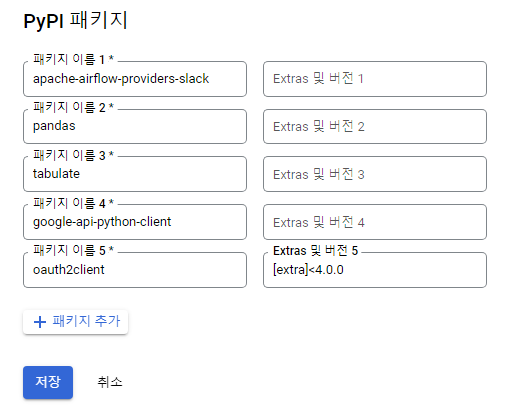 PyPI 패키지
패키지 이름 1 *
apache-airflow-providers-slack
Extras 및 버전 1
패키지 이름 2 *
pandas
Extras 및 버전 2
패키지 이름 3 *
tabulate
Extras 및 버전 3
패키지 이름 4 *
google-api-python-client
Extras 및 버전 4
패키지 이름 5 *
oauth2client
Extras 및 버전 5
[extra]<4.0.0
+ 패키지 추가
저장 취소